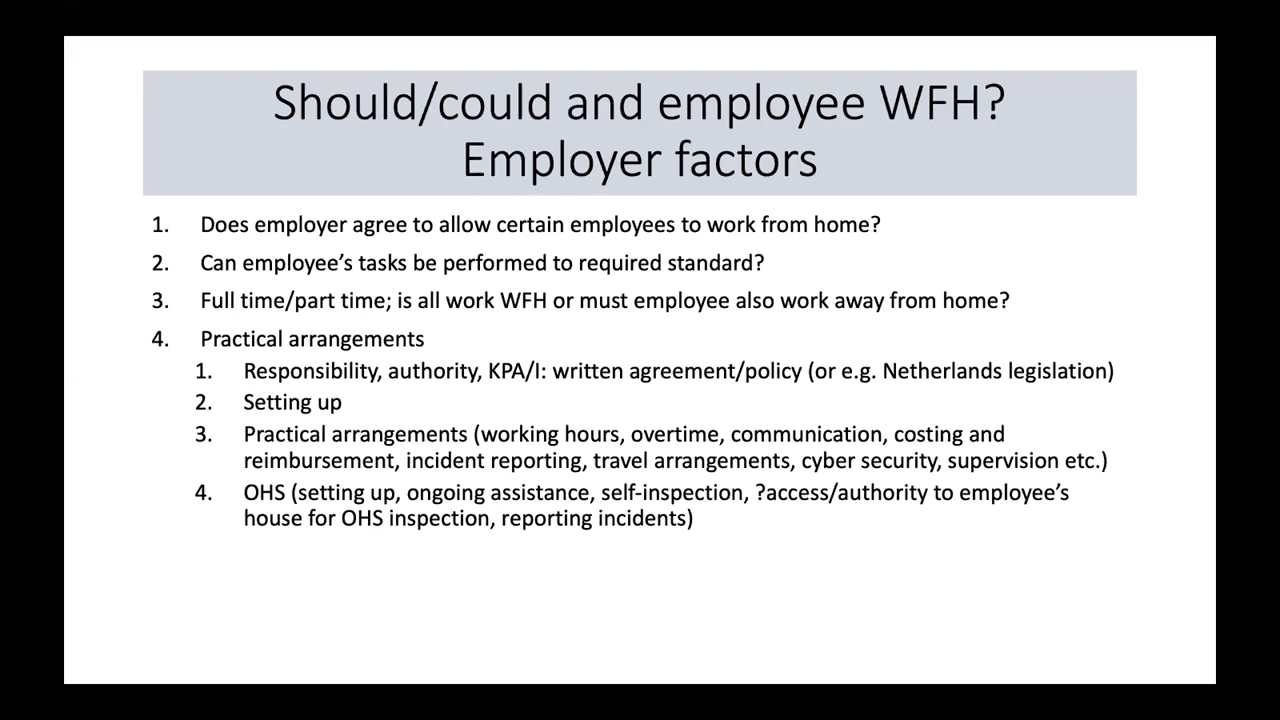 Should/could and employee WFH?
Employer factors
1. Does employer agree to allow certain employees to work from home?
2. Can employee’s tasks be performed to required standard?
3. Full time/part time; is all work WFH or must employee also work away from home?
4. Practical arrangements
1. Responsibility, authority, KPA/I: written agreement/policy (or e.g. Netherlands legislation)
2. Setting up
3. Practical arrangements (working hours, overtime, communication, costing and
reimbursement, incident reporting, travel arrangements, cyber security, supervision etc.)
4. OHS (setting up, ongoing assistance, self-inspection, ?access/authority to employee’s
house for OHS inspection, reporting incidents)